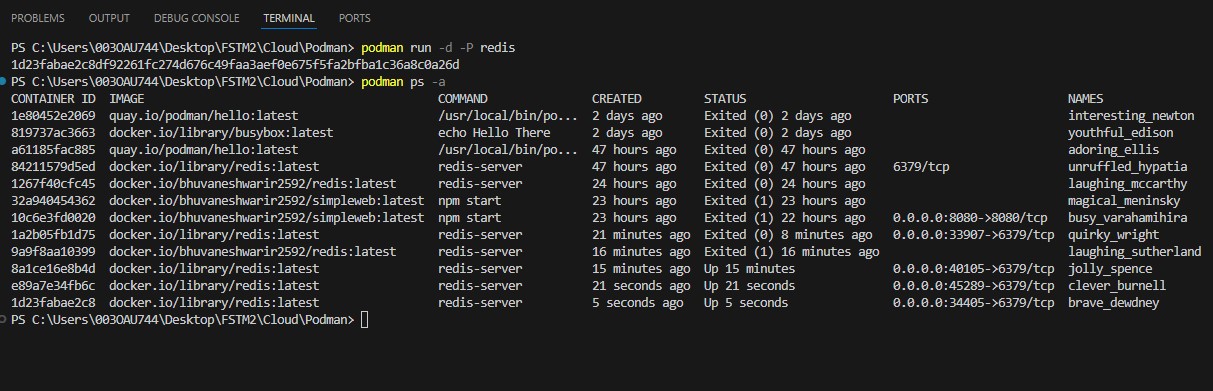 PROBLEMS OUTPUT DEBUG CONSOLE TERMINAL PORTS
PS C:\Users\003OAU744\Desktop\FSTM2\Cloud\Podman> podman run -d -P redis
1d23fabae2c8df92261fc274d676c49faa3aef0e675f5fa2bfba1c36a8c0a26d
PS C:\Users\003OAU744\Desktop\FSTM2\Cloud\Podman> podman ps -a
CONTAINER ID IMAGE COMMAND CREATED STATUS PORTS NAMES
1e80452e2069 quay.io/podman/hello:latest /usr/local/bin/po... 2 days ago Exited (0) 2 days ago interesting_newton
819737ac3663 docker.io/library/busybox:latest echo Hello There 2 days ago Exited (0) 2 days ago youthful_edison
a61185fac885 quay.io/podman/hello:latest /usr/local/bin/po... 47 hours ago Exited (0) 47 hours ago adoring_ellis
84211579d5ed docker.io/library/redis:latest redis-server 47 hours ago Exited (0) 47 hours ago 6379/tcp unruffled_hypatia
1267f40cfc45 docker.io/bhuvaneshwarir2592/redis:latest redis-server 24 hours ago Exited (0) 24 hours ago laughing_mccarthy
32a940454362 docker.io/bhuvaneshwarir2592/simpleweb:latest npm start 23 hours ago Exited (1) 23 hours ago magical_meninsky
10c6e3fd0020 docker.io/bhuvaneshwarir2592/simpleweb:latest npm start 23 hours ago Exited (1) 22 hours ago 0.0.0.0:8080->8080/tcp busy_varahamihira
1a2b05fb1d75 docker.io/library/redis:latest redis-server 21 minutes ago Exited (0) 8 minutes ago 0.0.0.0:33907->6379/tcp quirky_wright
9a9f8aa10399 docker.io/bhuvaneshwarir2592/redis:latest redis-server 16 minutes ago Exited (1) 16 minutes ago laughing_sutherland
8a1ce16e8b4d docker.io/library/redis:latest redis-server 15 minutes ago Up 15 minutes 0.0.0.0:40105->6379/tcp jolly_spence
e89a7e34fb6c docker.io/library/redis:latest redis-server 21 seconds ago Up 21 seconds 0.0.0.0:45289->6379/tcp clever_burnell
1d23fabae2c8 docker.io/library/redis:latest redis-server 5 seconds ago Up 5 seconds 0.0.0.0:34405->6379/tcp brave_dewdney
PS C:\Users\003OAU744\Desktop\FSTM2\Cloud\Podman>